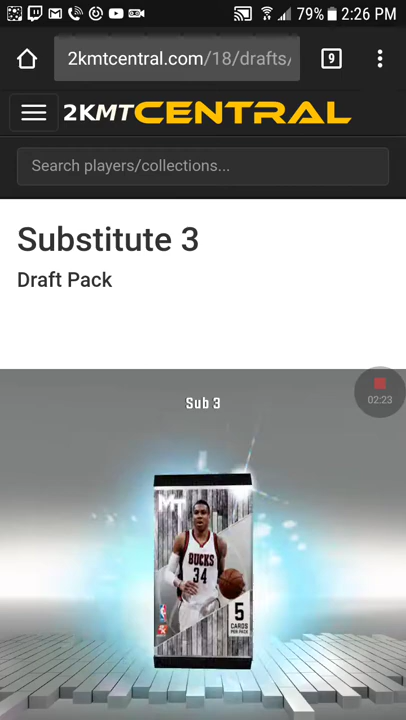 79% 2:26 PM
2kmtcentral.com/18/drafts/
9
2KMTCENTRAL
Search players/collections...
Substitute 3
Draft Pack
02:23
Sub 3
MT
BUCKS
34
5
CARDS
PER PACK